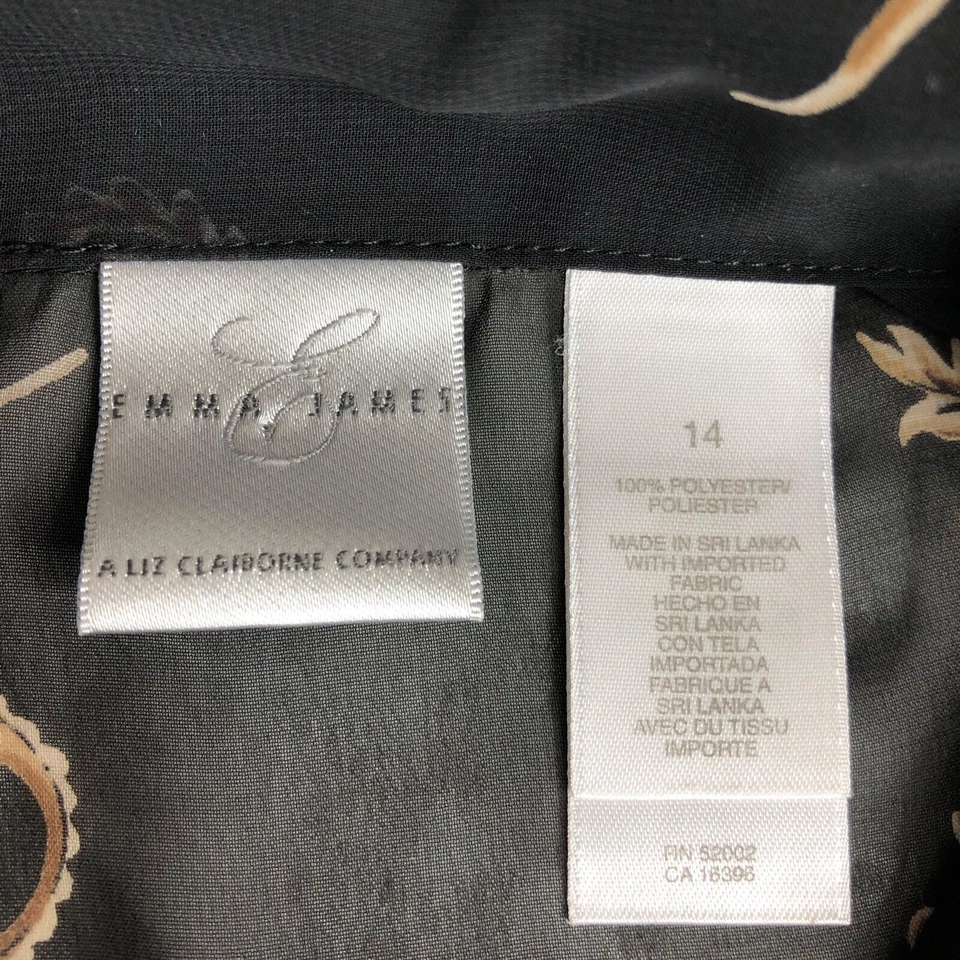 EMMA JAMES
A LIZ CLAIBORNE COMPANY
14
100% POLYESTER/
POLIESTER
MADE IN SRI LANKA
WITH IMPORTED
FABRIC
HECHO EN
SRI LANKA
CON TELA
IMPORTADA
FABRIQUE A
SRI LANKA
AVEC DU TISSU
IMPORTE
RN 52002
CA 16396